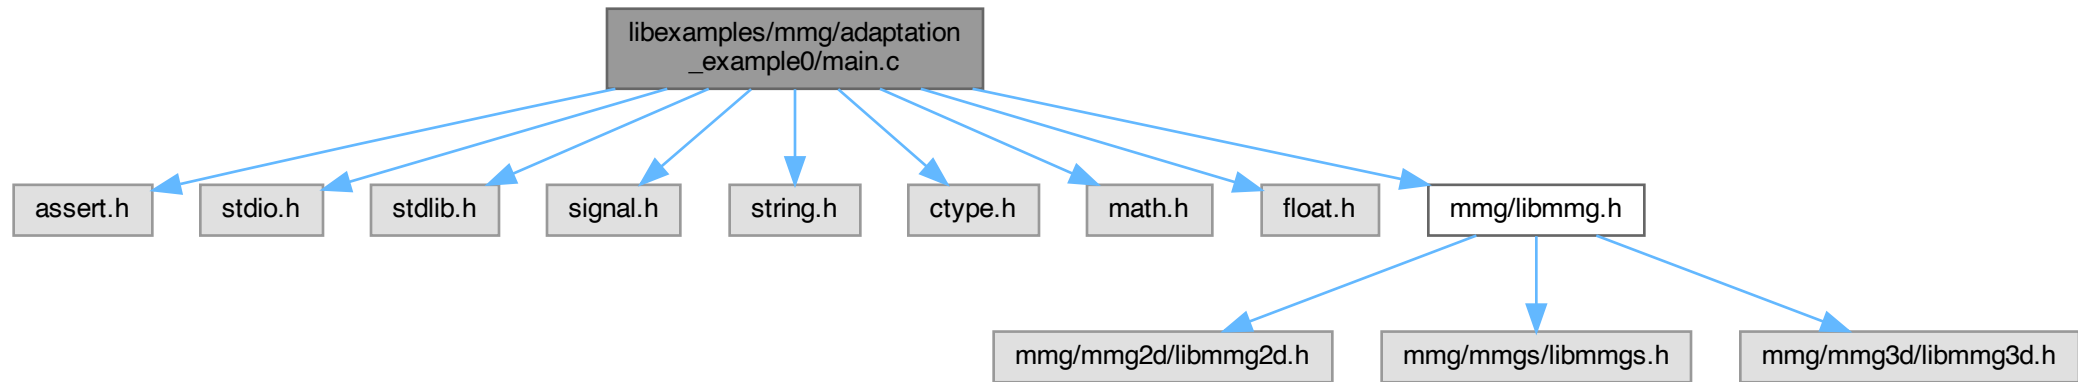 libexamples/mmg/adaptation
_example0/main.c
assert.h
stdio.h
stdlib.h
signal.h
string.h
ctype.h
math.h
float.h
mmg/libmmg.h
mmg/mmg2d/libmmg2d.h
mmg/mmgs/libmmgs.h
mmg/mmg3d/libmmg3d.h